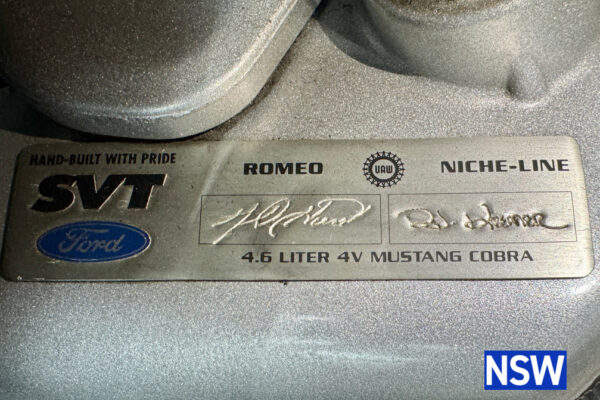 HAND-BUILT WITH PRIDE
ROMEO UAW NICHE-LINE
SVT
Ford
4.6 LITER 4V MUSTANG COBRA
NSW